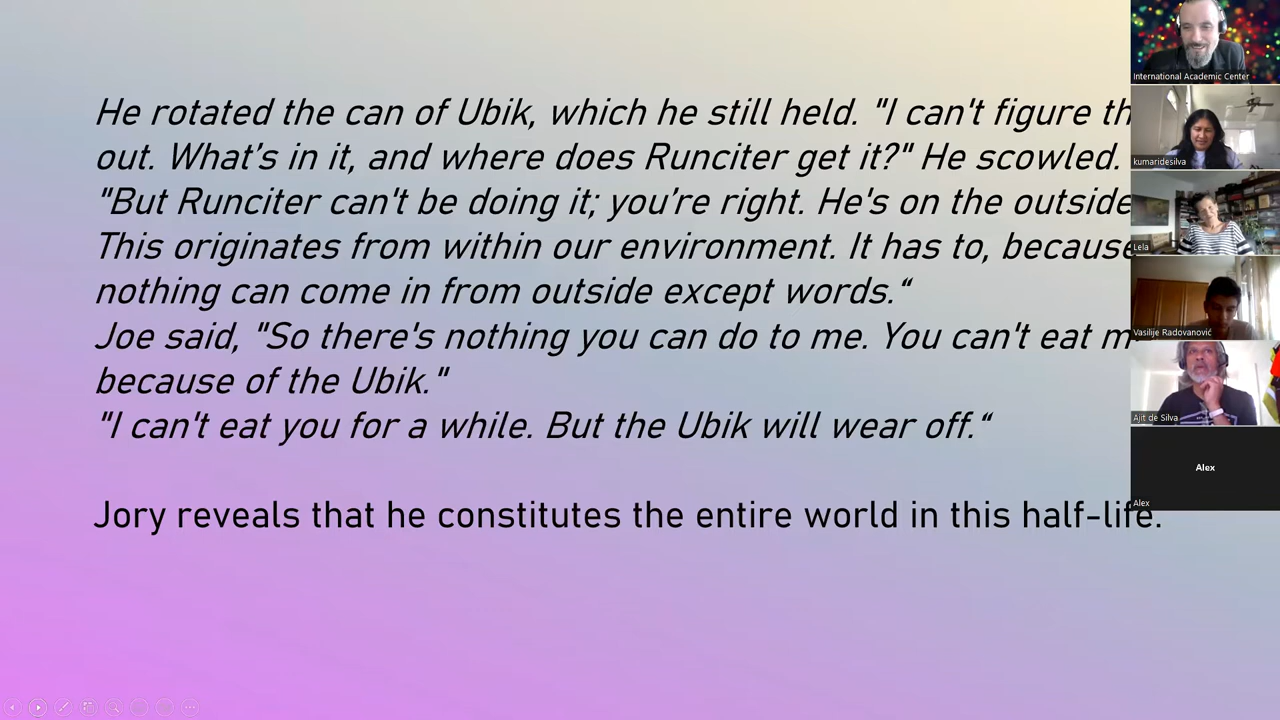 He rotated the can of Ubik, which he still held. "I can't figure th
out. What’s in it, and where does Runciter get it?" He scowled.
"But Runciter can't be doing it; you’re right. He's on the outside
This originates from within our environment. It has to, because
nothing can come in from outside except words.“
Joe said, "So there's nothing you can do to me. You can't eat m
because of the Ubik."
"I can't eat you for a while. But the Ubik will wear off.“
Jory reveals that he constitutes the entire world in this half-life.
International Academic Center
kumaridesilva
Lela
Vasilije Radovanović
Ajit de Silva
Alex
Alex